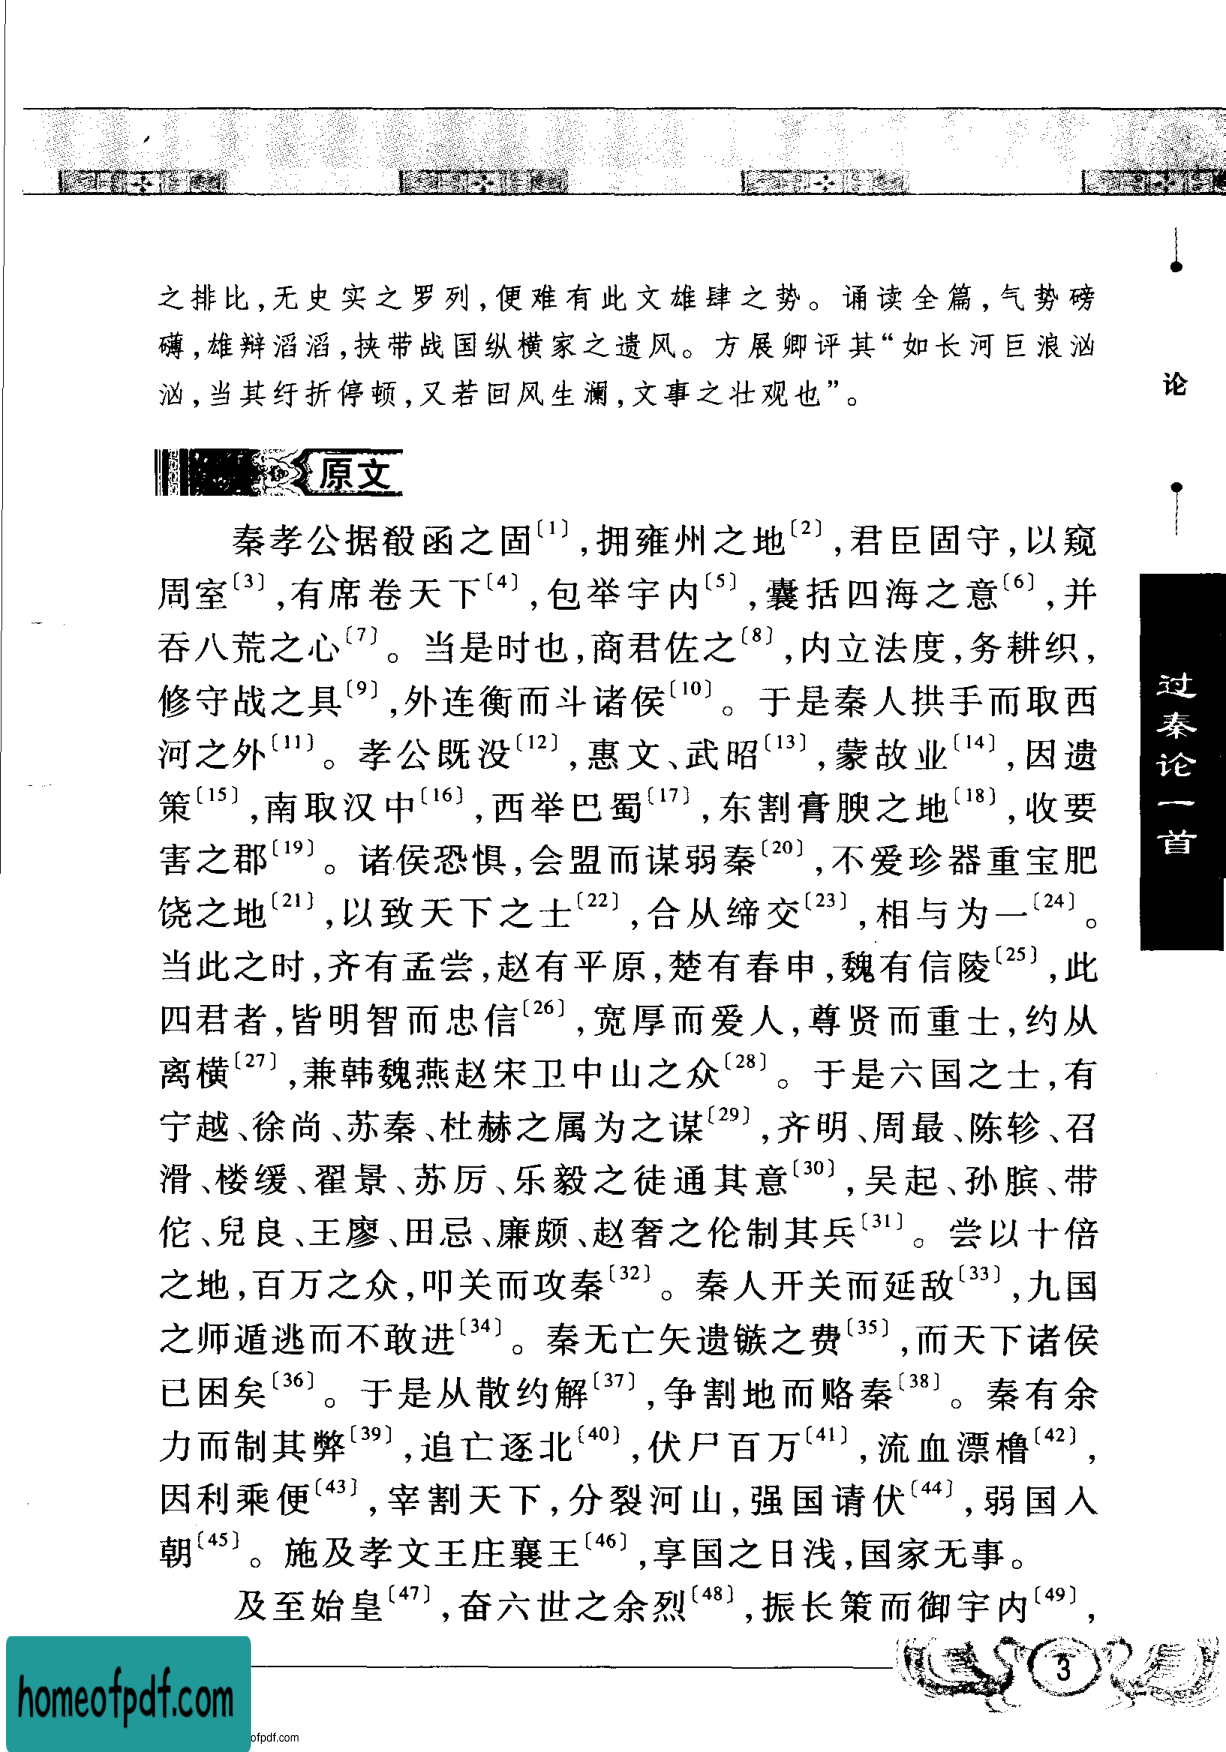 之排比,无史实之罗列,便难有此文雄肆之势。诵读全篇,气势磅
礴,雄辩滔滔,挟带战国纵横家之遗风。方展卿评其“如长河巨浪汹
汹,当其纡折停顿,又若回风生澜,文事之壮观也”。
原文
秦孝公据殽函之固〔1〕,拥雍州之地〔2〕,君臣固守,以窥
周室〔3〕,有席卷天下〔4〕,包举宇内〔5〕,囊括四海之意〔6〕,并
吞八荒之心〔7〕。当是时也,商君佐之〔8〕,内立法度,务耕织,
修守战之具〔9〕,外连衡而斗诸侯〔10〕。于是秦人拱手而取西
河之外〔11〕。孝公既没〔12〕,惠文、武昭〔13〕,蒙故业〔14〕,因遗
策〔15〕,南取汉中〔16〕,西举巴蜀〔17〕,东割膏腴之地〔18〕,收要
害之郡〔19〕。诸侯恐惧,会盟而谋弱秦〔20〕,不爱珍器重宝肥
饶之地〔21〕,以致天下之士〔22〕,合从缔交〔23〕,相与为一〔24〕。
当此之时,齐有孟尝,赵有平原,楚有春申,魏有信陵〔25〕,此
四君者,皆明智而忠信〔26〕,宽厚而爱人,尊贤而重士,约从
离横〔27〕,兼韩魏燕赵宋卫中山之众〔28〕。于是六国之士,有
宁越、徐尚、苏秦、杜赫之属为之谋〔29〕,齐明、周最、陈轸、召
滑、楼缓、翟景、苏厉、乐毅之徒通其意〔30〕,吴起、孙膑、带
佗、兒良、王廖、田忌、廉颇、赵奢之伦制其兵〔31〕。尝以十倍
之地,百万之众,叩关而攻秦〔32〕。秦人开关而延敌〔33〕,九国
之师遁逃而不敢进〔34〕。秦无亡矢遗镞之费〔35〕,而天下诸侯
已困矣〔36〕。于是从散约解〔37〕,争割地而赂秦〔38〕。秦有余
力而制其弊〔39〕,追亡逐北〔40〕,伏尸百万〔41〕,流血漂橹〔42〕,
因利乘便〔43〕,宰割天下,分裂河山,强国请伏〔44〕,弱国入
朝〔45〕。施及孝文王庄襄王〔46〕,享国之日浅,国家无事。
及至始皇〔47〕,奋六世之余烈〔48〕,振长策而御宇内〔49〕,
论
过秦论一首
3
homeofpdf.com
ofpdf.com